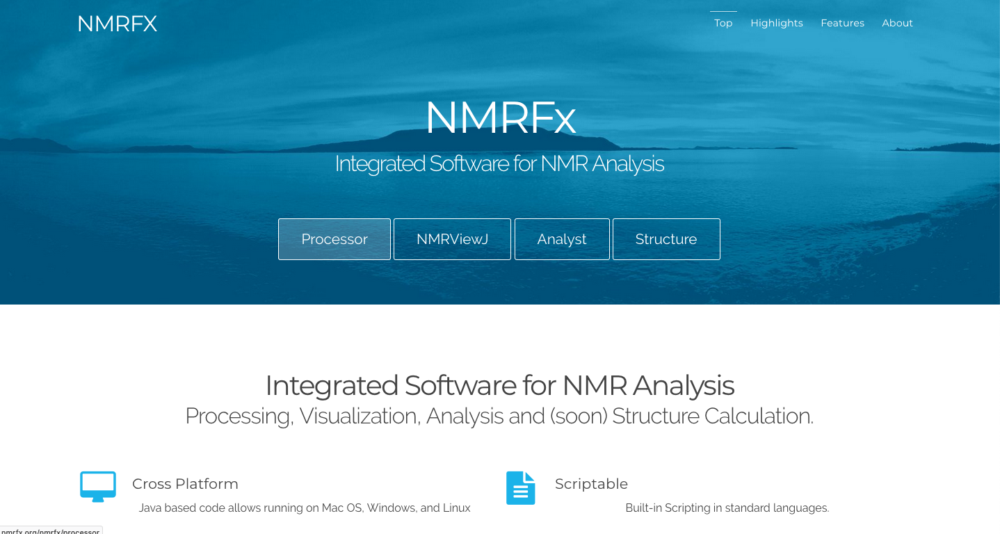 NMRFX
Top Highlights Features About
NMRFx
Integrated Software for NMR Analysis
Processor NMRViewJ Analyst Structure
Integrated Software for NMR Analysis
Processing, Visualization, Analysis and (soon) Structure Calculation.
Cross Platform
Java based code allows running on Mac OS, Windows, and Linux
Scriptable
Built-in Scripting in standard languages.
nmrfx.org/nmrfx/processor